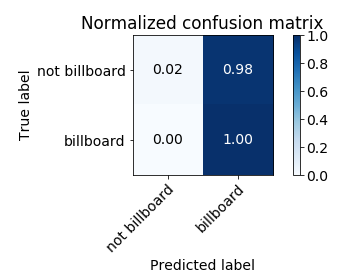 Normalized confusion matrix
True label
not billboard
0.02
0.98
billboard
0.00
1.00
not billboard
billboard
Predicted label
1.0
0.8
0.6
0.4
0.2
0.0